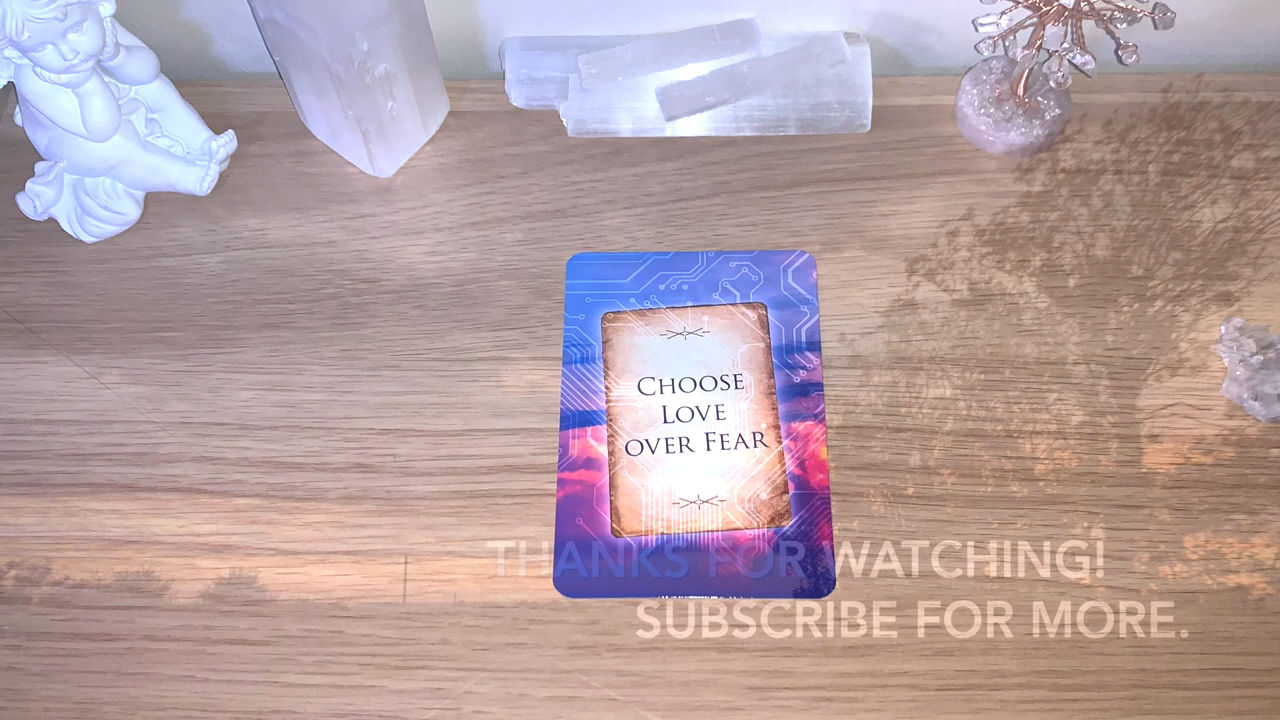 CHOOSE
LOVE
OVER FEAR
THANKS FOR WATCHING!
SUBSCRIBE FOR MORE.